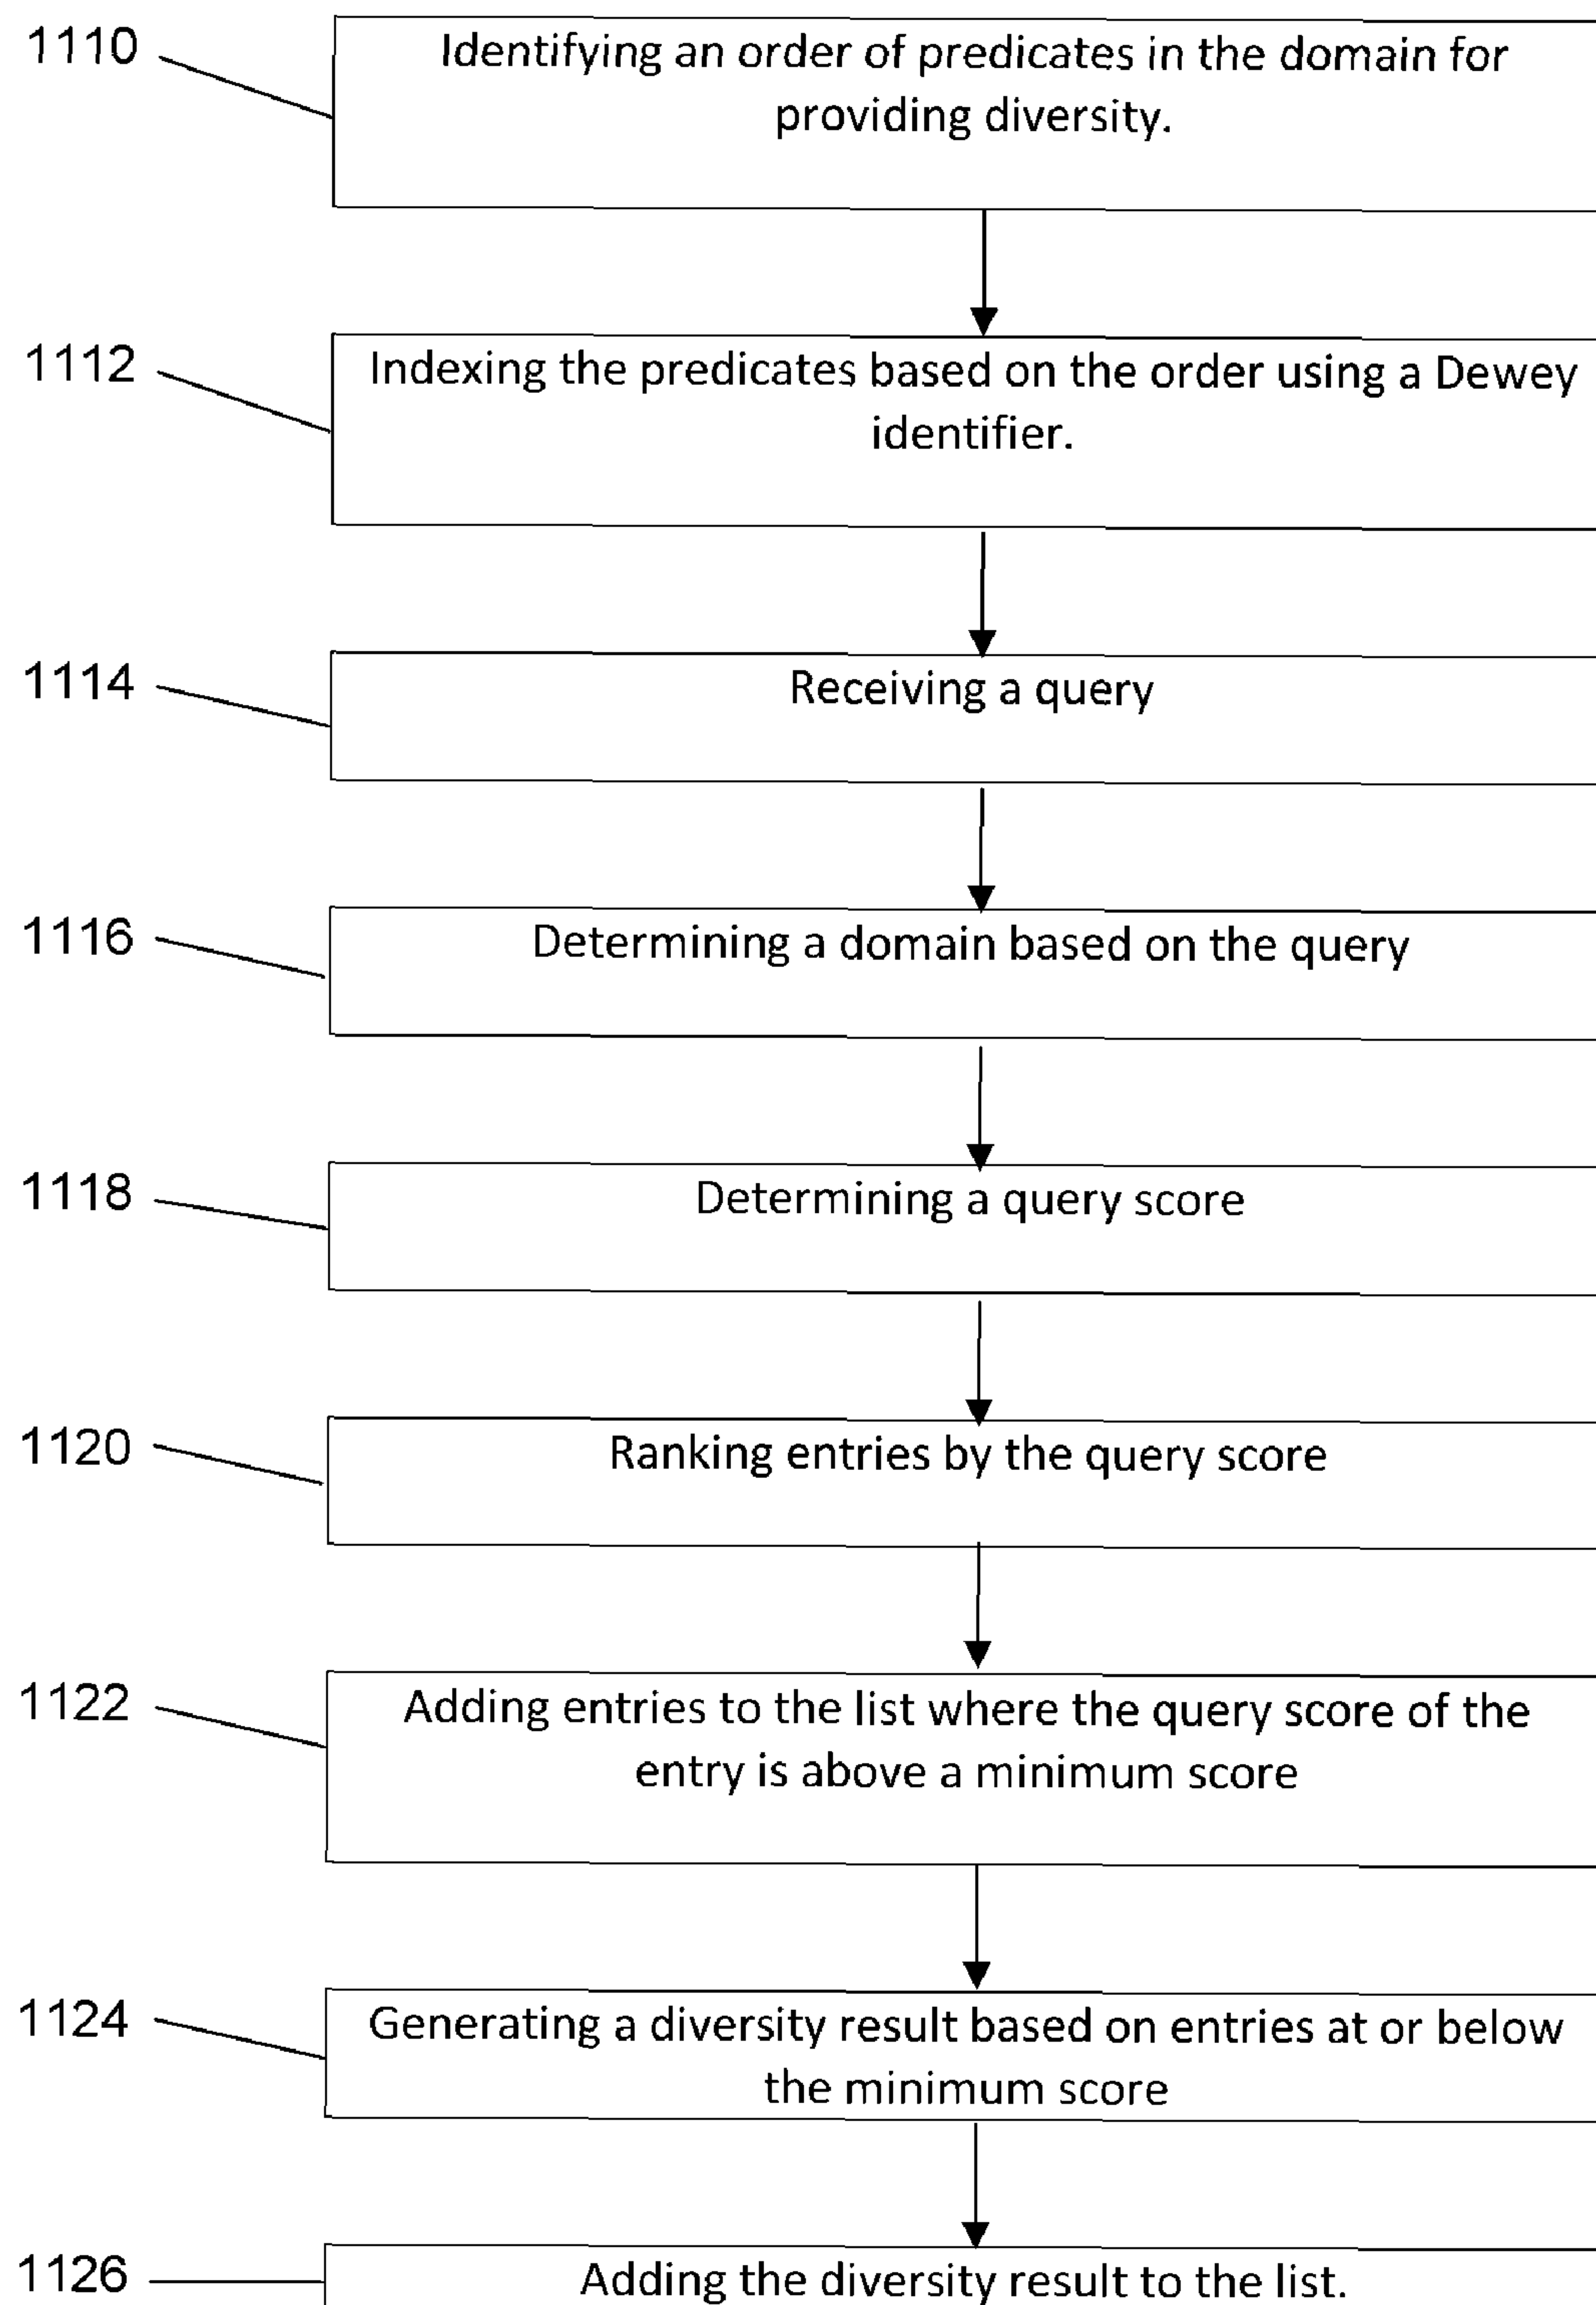 1110
Identifying an order of predicates in the domain for
providing diversity.
1112
Indexing the predicates based on the order using a Dewey
identifier.
1114
Receiving a query
1116
Determining a domain based on the query
1118
Determining a query score
1120
Ranking entries by the query score
1122
Adding entries to the list where the query score of the
entry is above a minimum score
1124
Generating a diversity result based on entries at or below
the minimum score
1126
Adding the diversity result to the list.